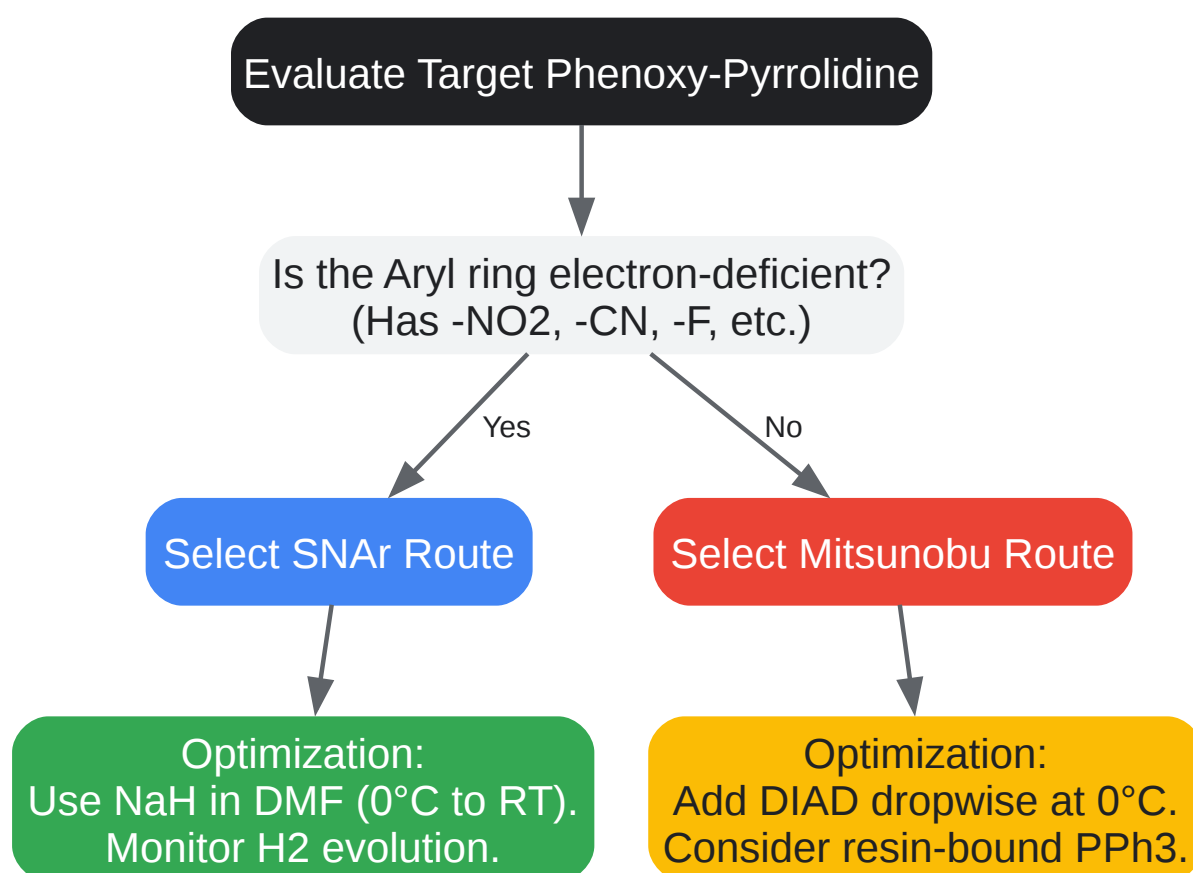 Evaluate Target Phenoxy-Pyrrolidine
Is the Aryl ring electron-deficient?
(Has -NO2, -CN, -F, etc.)
Yes
No
Select SNAr Route
Select Mitsunobu Route
Optimization:
Use NaH in DMF (0°C to RT).
Monitor H2 evolution.
Optimization:
Add DIAD dropwise at 0°C.
Consider resin-bound PPh3.